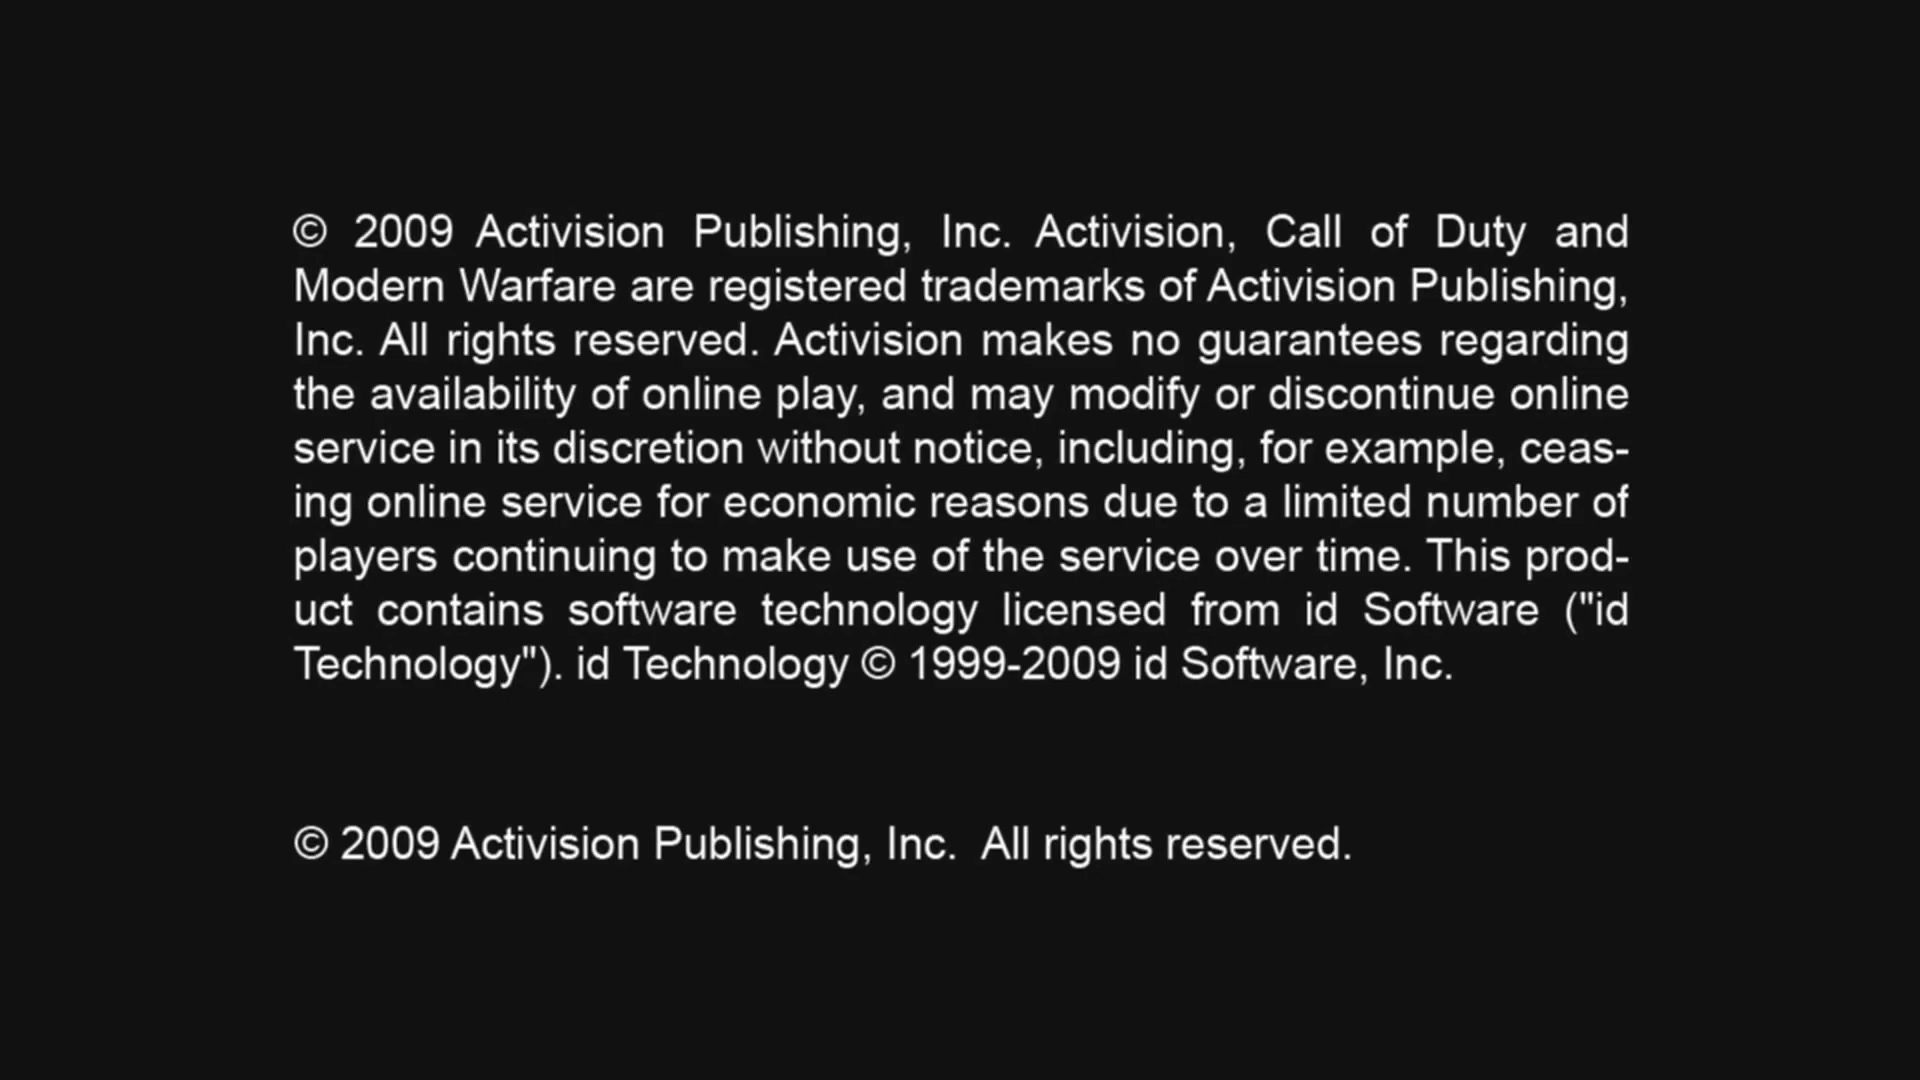 © 2009 Activision Publishing, Inc. Activision, Call of Duty and
Modern Warfare are registered trademarks of Activision Publishing,
Inc. All rights reserved. Activision makes no guarantees regarding
the availability of online play, and may modify or discontinue online
service in its discretion without notice, including, for example, ceas-
ing online service for economic reasons due to a limited number of
players continuing to make use of the service over time. This prod-
uct contains software technology licensed from id Software ("id
Technology"). id Technology © 1999-2009 id Software, Inc.
© 2009 Activision Publishing, Inc.  All rights reserved.